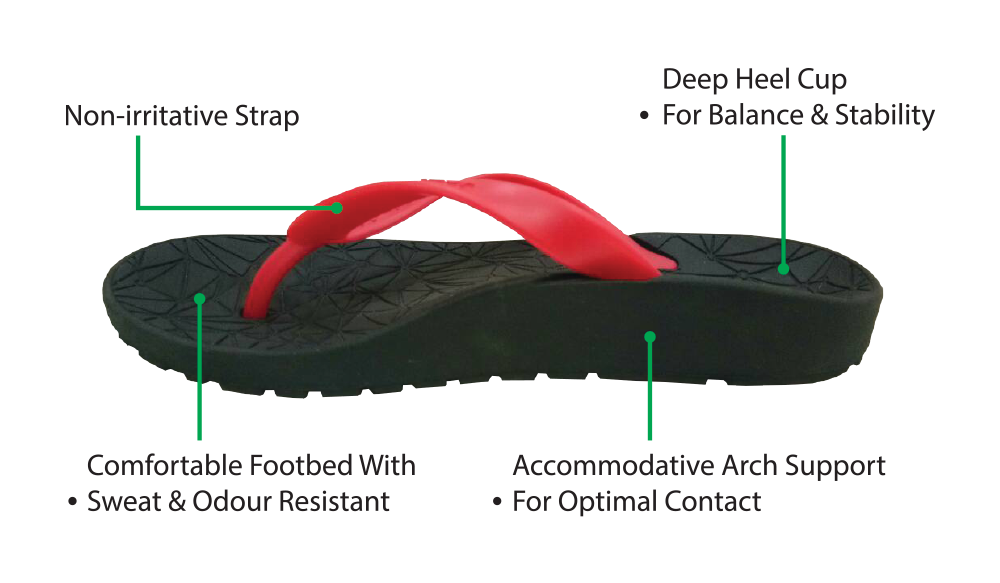 Deep Heel Cup
• For Balance & Stability
Non-irritative Strap
Comfortable Footbed With
• Sweat & Odour Resistant
Accommodative Arch Support
• For Optimal Contact